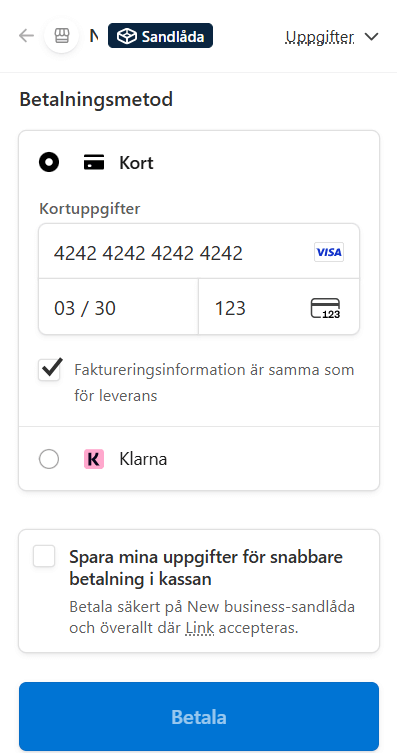 N Sandlåda Uppgifter
Betalningsmetod
Kort
Kortuppgifter
4242 4242 4242 4242 VISA
03 / 30 123 123
Faktureringsinformation är samma som
för leverans
K Klarna
Spara mina uppgifter för snabbare
betalning i kassan
Betala säkert på New business-sandlåda
och överallt där Link accepteras.
Betala